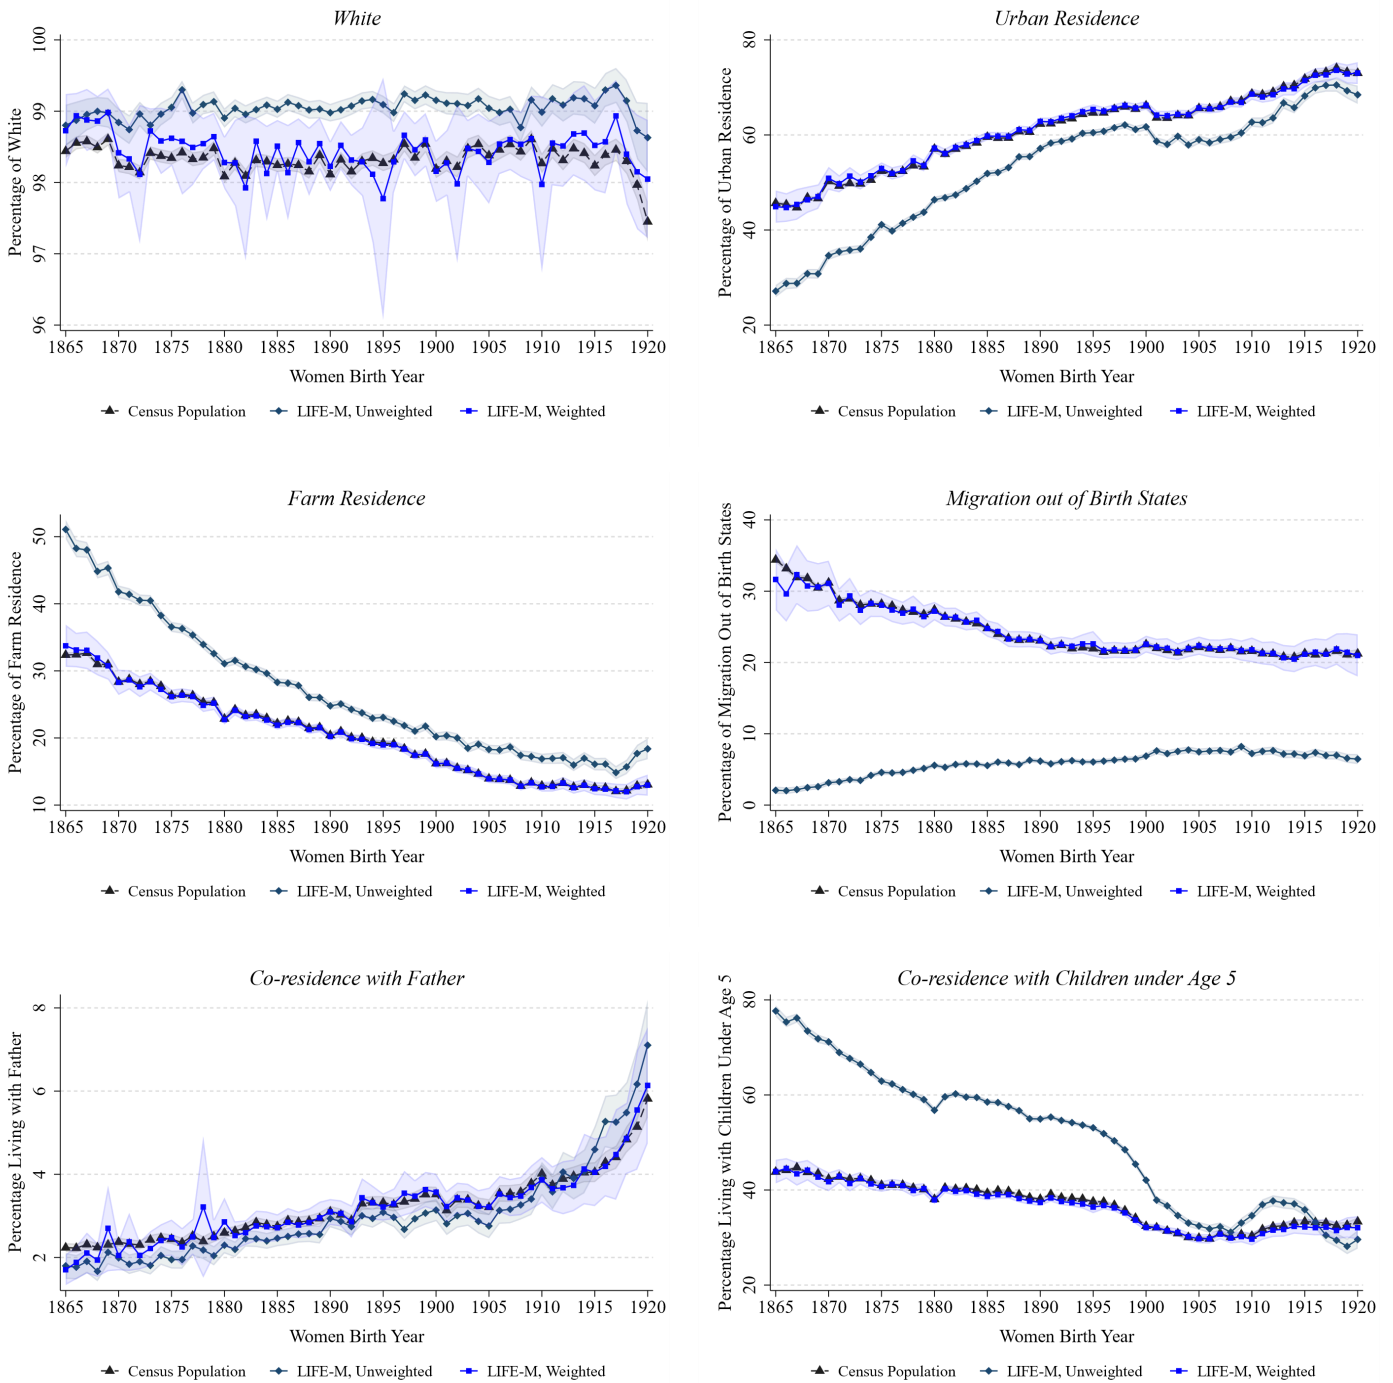 White
Percentage of White
100
99
98
97
96
1865 1870 1875 1880 1885 1890 1895 1900 1905 1910 1915 1920
Women Birth Year
Census Population LIFE-M, Unweighted LIFE-M, Weighted
Urban Residence
Percentage of Urban Residence
80
60
40
20
1865 1870 1875 1880 1885 1890 1895 1900 1905 1910 1915 1920
Women Birth Year
Census Population LIFE-M, Unweighted LIFE-M, Weighted
Farm Residence
Percentage of Farm Residence
50
40
30
20
10
1865 1870 1875 1880 1885 1890 1895 1900 1905 1910 1915 1920
Women Birth Year
Census Population LIFE-M, Unweighted LIFE-M, Weighted
Migration out of Birth States
Percentage of Migration Out of Birth States
40
30
20
10
0
1865 1870 1875 1880 1885 1890 1895 1900 1905 1910 1915 1920
Women Birth Year
Census Population LIFE-M, Unweighted LIFE-M, Weighted
Co-residence with Father
Percentage Living with Father
8
6
4
2
1865 1870 1875 1880 1885 1890 1895 1900 1905 1910 1915 1920
Women Birth Year
Census Population LIFE-M, Unweighted LIFE-M, Weighted
Co-residence with Children under Age 5
Percentage Living with Children Under Age 5
80
60
40
20
1865 1870 1875 1880 1885 1890 1895 1900 1905 1910 1915 1920
Women Birth Year
Census Population LIFE-M, Unweighted LIFE-M, Weighted